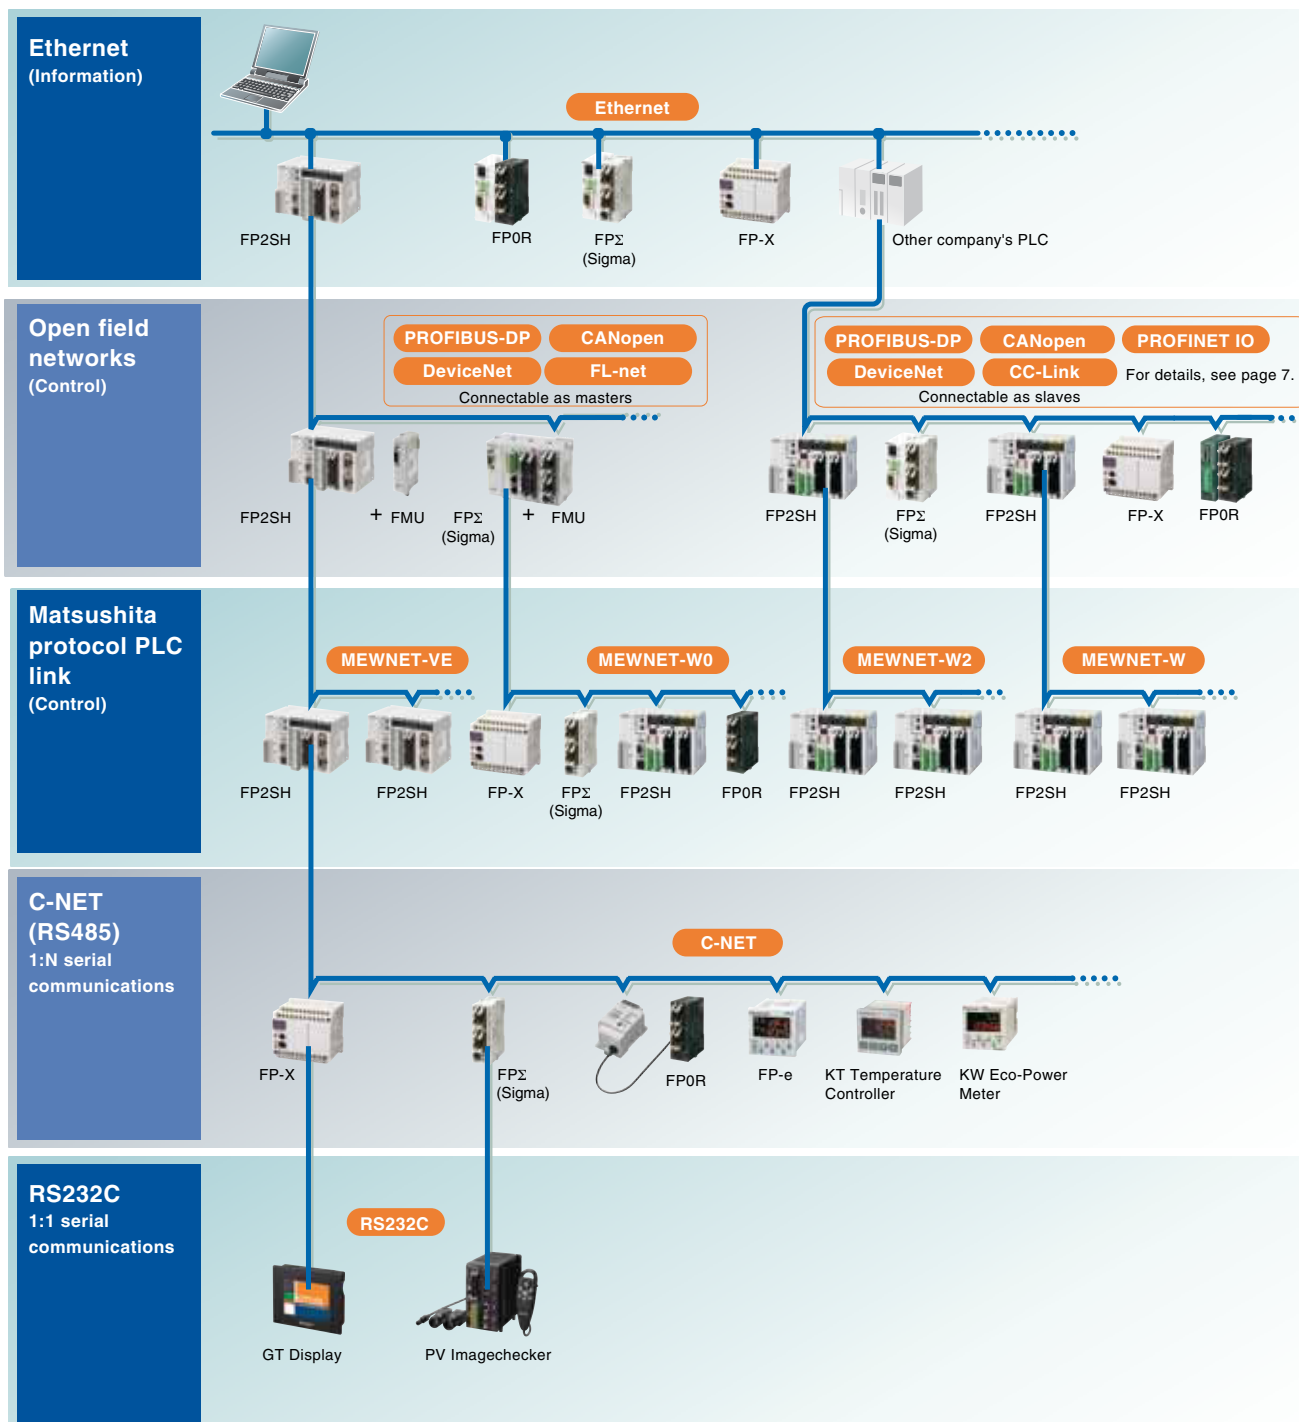 Ethernet
(Information)
Ethernet
FP2SH
FP0R
FPΣ
(Sigma)
FP-X
Other company's PLC
Open field
networks
(Control)
PROFIBUS-DP
CANopen
DeviceNet
FL-net
Connectable as masters
PROFIBUS-DP
CANopen
PROFINET IO
DeviceNet
CC-Link
For details, see page 7.
Connectable as slaves
FP2SH
+ FMU
FPΣ
(Sigma)
+ FMU
FP2SH
FPΣ
(Sigma)
FP2SH
FP-X
FP0R
Matsushita
protocol PLC
link
(Control)
MEWNET-VE
MEWNET-W0
MEWNET-W2
MEWNET-W
FP2SH
FP2SH
FP-X
FPΣ
(Sigma)
FP2SH
FP0R
FP2SH
FP2SH
FP2SH
FP2SH
C-NET
(RS485)
1:N serial
communications
C-NET
FP-X
FPΣ
(Sigma)
FP0R
FP-e
KT Temperature
Controller
KW Eco-Power
Meter
RS232C
1:1 serial
communications
RS232C
GT Display
PV Imagechecker